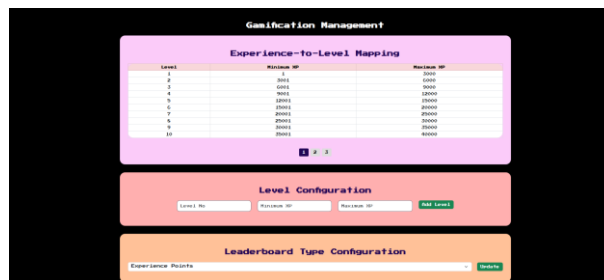 Gamification Management
Experience-to-Level Mapping
Level Minimum XP Maximum XP
1 1 3000
2 3001 6000
3 6001 9000
4 9001 12000
5 12001 15000
6 15001 20000
7 20001 25000
8 25001 30000
9 30001 35000
10 35001 40000
1 2 3
Level Configuration
Level No Minimum XP Maximum XP Add Level
Leaderboard Type Configuration
Experience Points Update